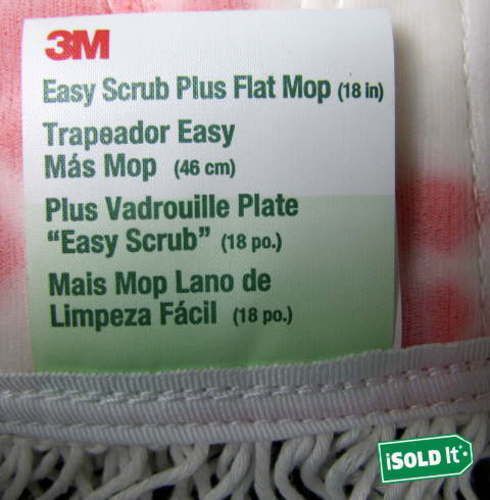 3M
Easy Scrub Plus Flat Mop (18 in)
Trapeador Easy
Más Mop (46 cm)
Plus Vadrouille Plate
“Easy Scrub” (18 po.)
Mais Mop Lano de
Limpeza Fácil (18 po.)
iSOLD It